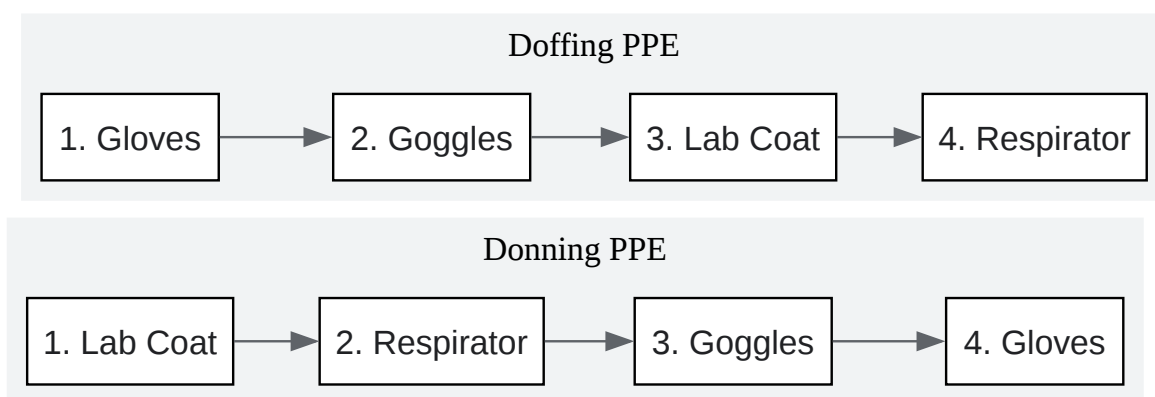 Doffing PPE
1. Gloves
2. Goggles
3. Lab Coat
4. Respirator
Donning PPE
1. Lab Coat
2. Respirator
3. Goggles
4. Gloves